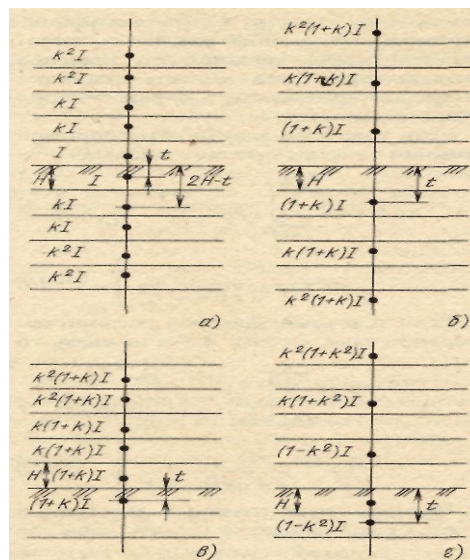 k²I
k²I
kI
kI
I
t
H
I
2H-t
kI
kI
k²I
k²I
а)
k²(1+k)I
k(1+k)I
(1+k)I
H
t
(1+k)I
k(1+k)I
k²(1+k)I
б)
k²(1+k)I
k²(1+k)I
k(1+k)I
k(1+k)I
H (1+k)I
t
(1+k)I
в)
k²(1+k²)I
k(1+k²)I
(1-k²)I
H
t
(1-k²)I
г)